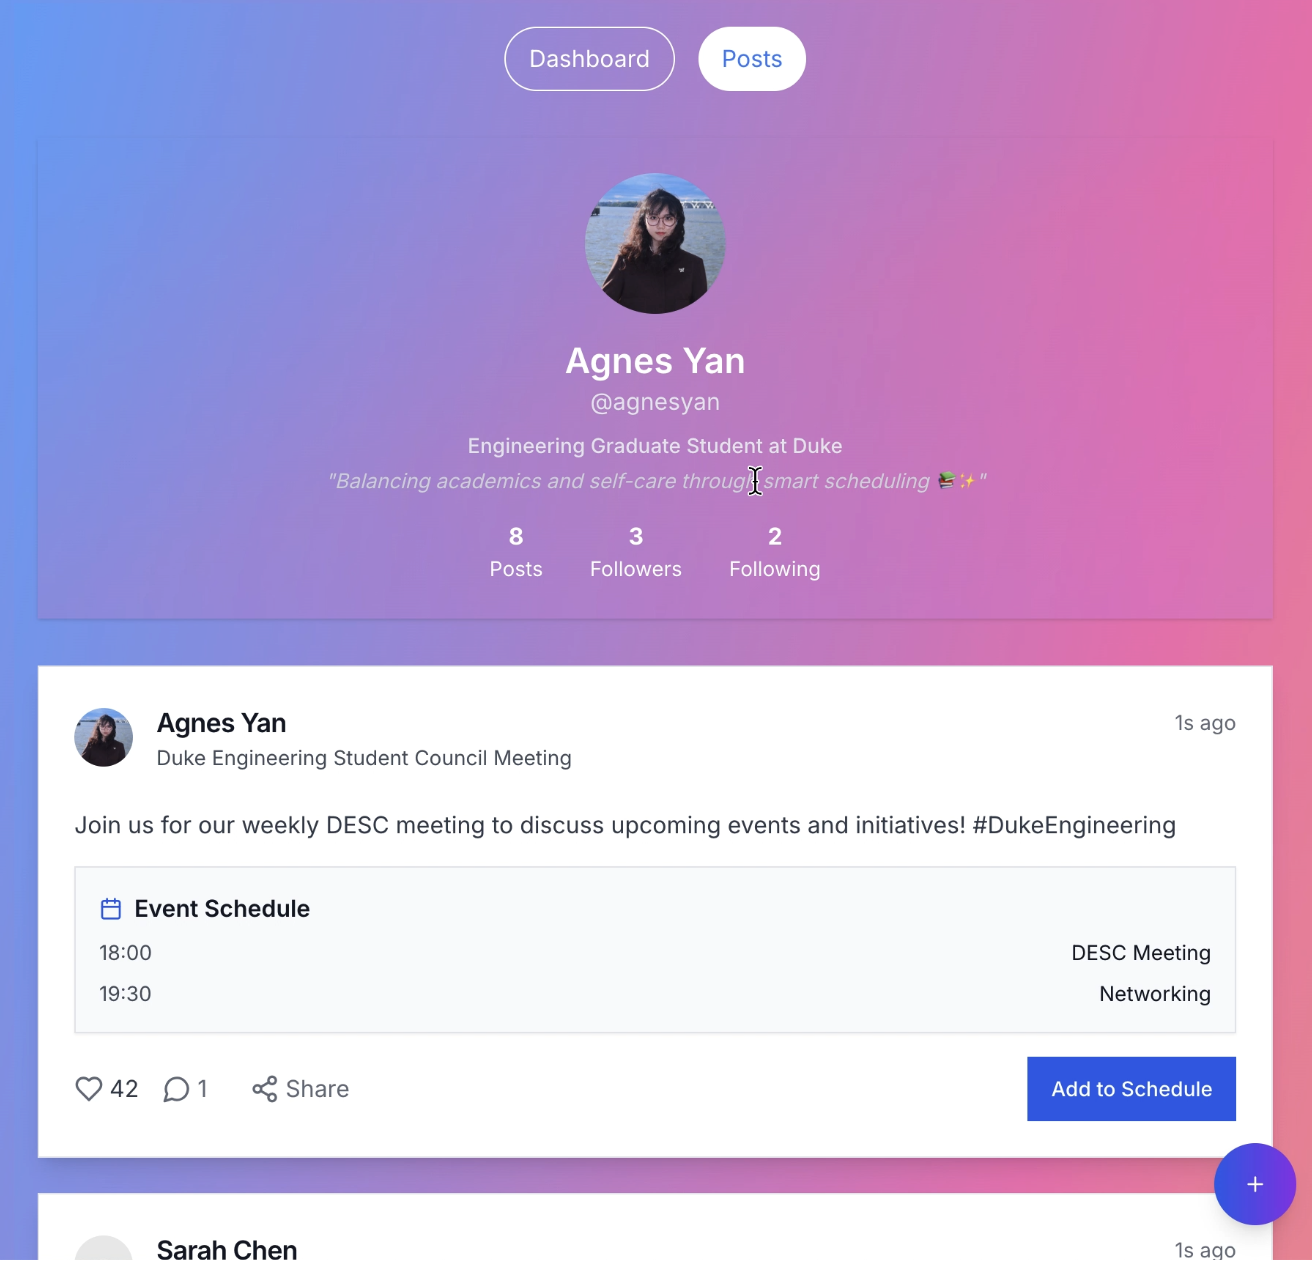 Dashboard
Posts
Agnes Yan
@agnesyan
Engineering Graduate Student at Duke
"Balancing academics and self-care through smart scheduling 📚✨"
8 3 2
Posts Followers Following
Agnes Yan 1s ago
Duke Engineering Student Council Meeting
Join us for our weekly DESC meeting to discuss upcoming events and initiatives! #DukeEngineering
Event Schedule
18:00 DESC Meeting
19:30 Networking
42 1 Share Add to Schedule
+
Sarah Chen 1s ago